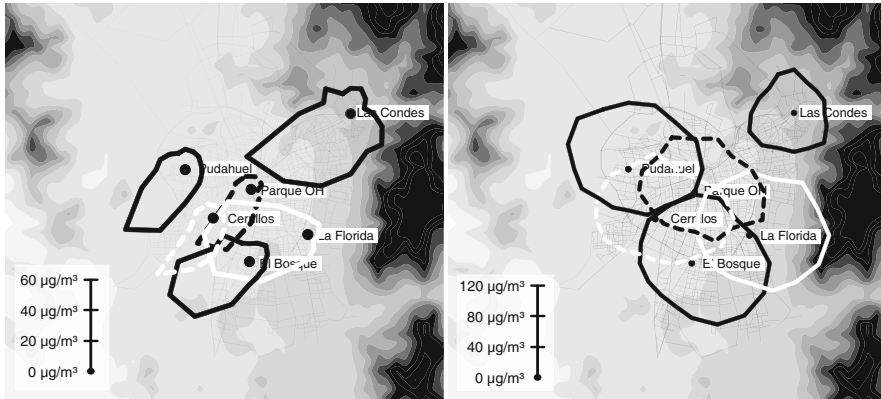 Las Condes
Pudahuel
Parque OH
Cerrillos
La Florida
El Bosque
60 µg/m³
40 µg/m³
20 µg/m³
0 µg/m³
Las Condes
Pudahuel
Parque OH
Cerrillos
La Florida
El Bosque
120 µg/m³
80 µg/m³
40 µg/m³
0 µg/m³